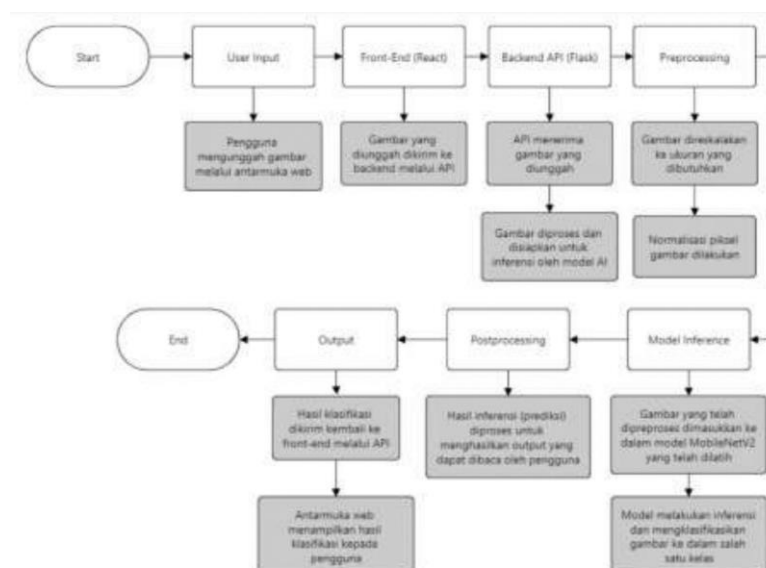 Start
User Input
Front-End (React)
Backend API (Flask)
Preprocessing
Pengguna
mengunggah gambar
melalui antarmuka web
Gambar yang
diunggah dikirim ke
backend melalui API
API menerima
gambar yang
diunggah
Gambar direskalakan
ke ukuran yang
dibutuhkan
Gambar diproses dan
disiapkan untuk
inferensi oleh model AI
Normalisasi piksel
gambar dilakukan
End
Output
Postprocessing
Model Inference
Hasil klasifikasi
dikirim kembali ke
front-end melalui API
Hasil inferensi (prediksi)
diproses untuk
menghasilkan output yang
dapat dibaca oleh pengguna
Gambar yang telah
dipreproses dimasukkan ke
dalam model MobileNetV2
yang telah dilatih
Antarmuka web
menampilkan hasil
klasifikasi kepada
pengguna
Model melakukan inferensi
dan mengklasifikasikan
gambar ke dalam salah
satu kelas